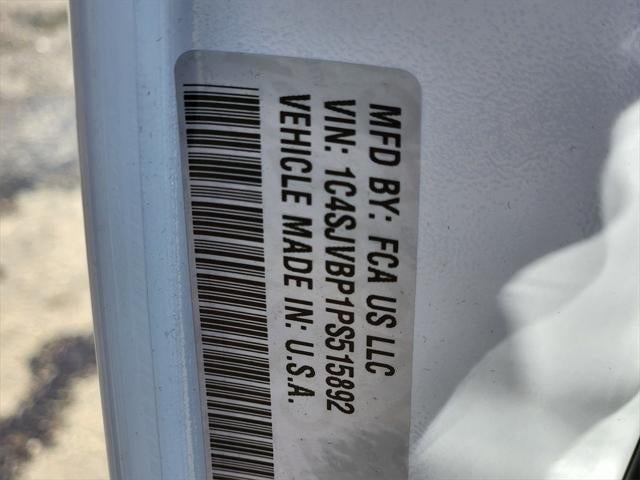 MFD BY: FCA US LLC
VIN: 1C4SJVBP1PS515892
VEHICLE MADE IN: U.S.A.